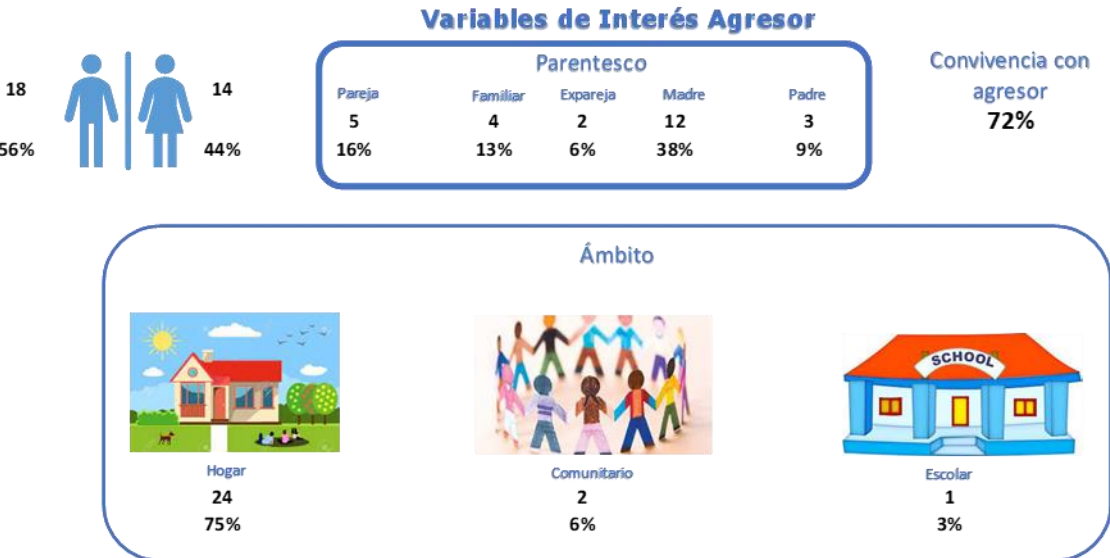 Variables de Interés Agresor
18 14
56% 44%
Parentesco
Pareja Familiar Expareja Madre Padre
5 4 2 12 3
16% 13% 6% 38% 9%
Convivencia con
agresor
72%
Ámbito
SCHOOL
Hogar Comunitario Escolar
24 2 1
75% 6% 3%